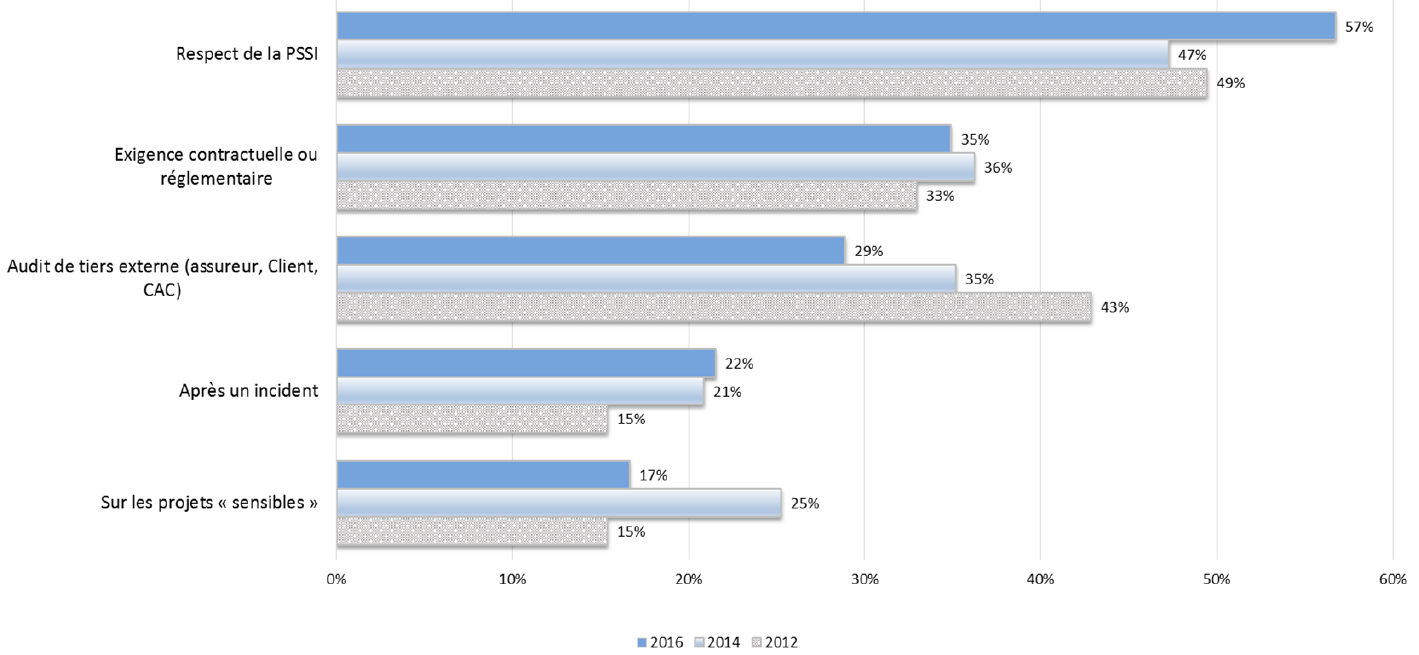 57%
Respect de la PSSI
47%
49%
35%
Exigence contractuelle ou
réglementaire
36%
33%
29%
Audit de tiers externe (assureur, Client,
CAC)
35%
43%
22%
Après un incident
21%
15%
17%
Sur les projets « sensibles »
25%
15%
0% 10% 20% 30% 40% 50% 60%
2016 2014 2012